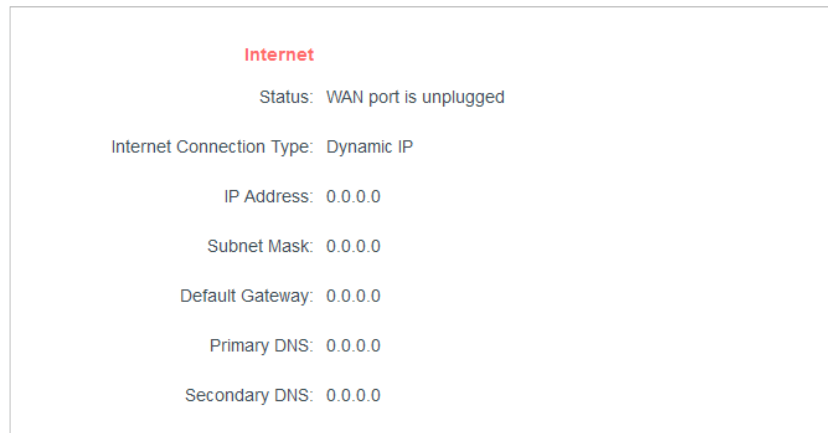 Internet
Status: WAN port is unplugged
Internet Connection Type: Dynamic IP
IP Address: 0.0.0.0
Subnet Mask: 0.0.0.0
Default Gateway: 0.0.0.0
Primary DNS: 0.0.0.0
Secondary DNS: 0.0.0.0